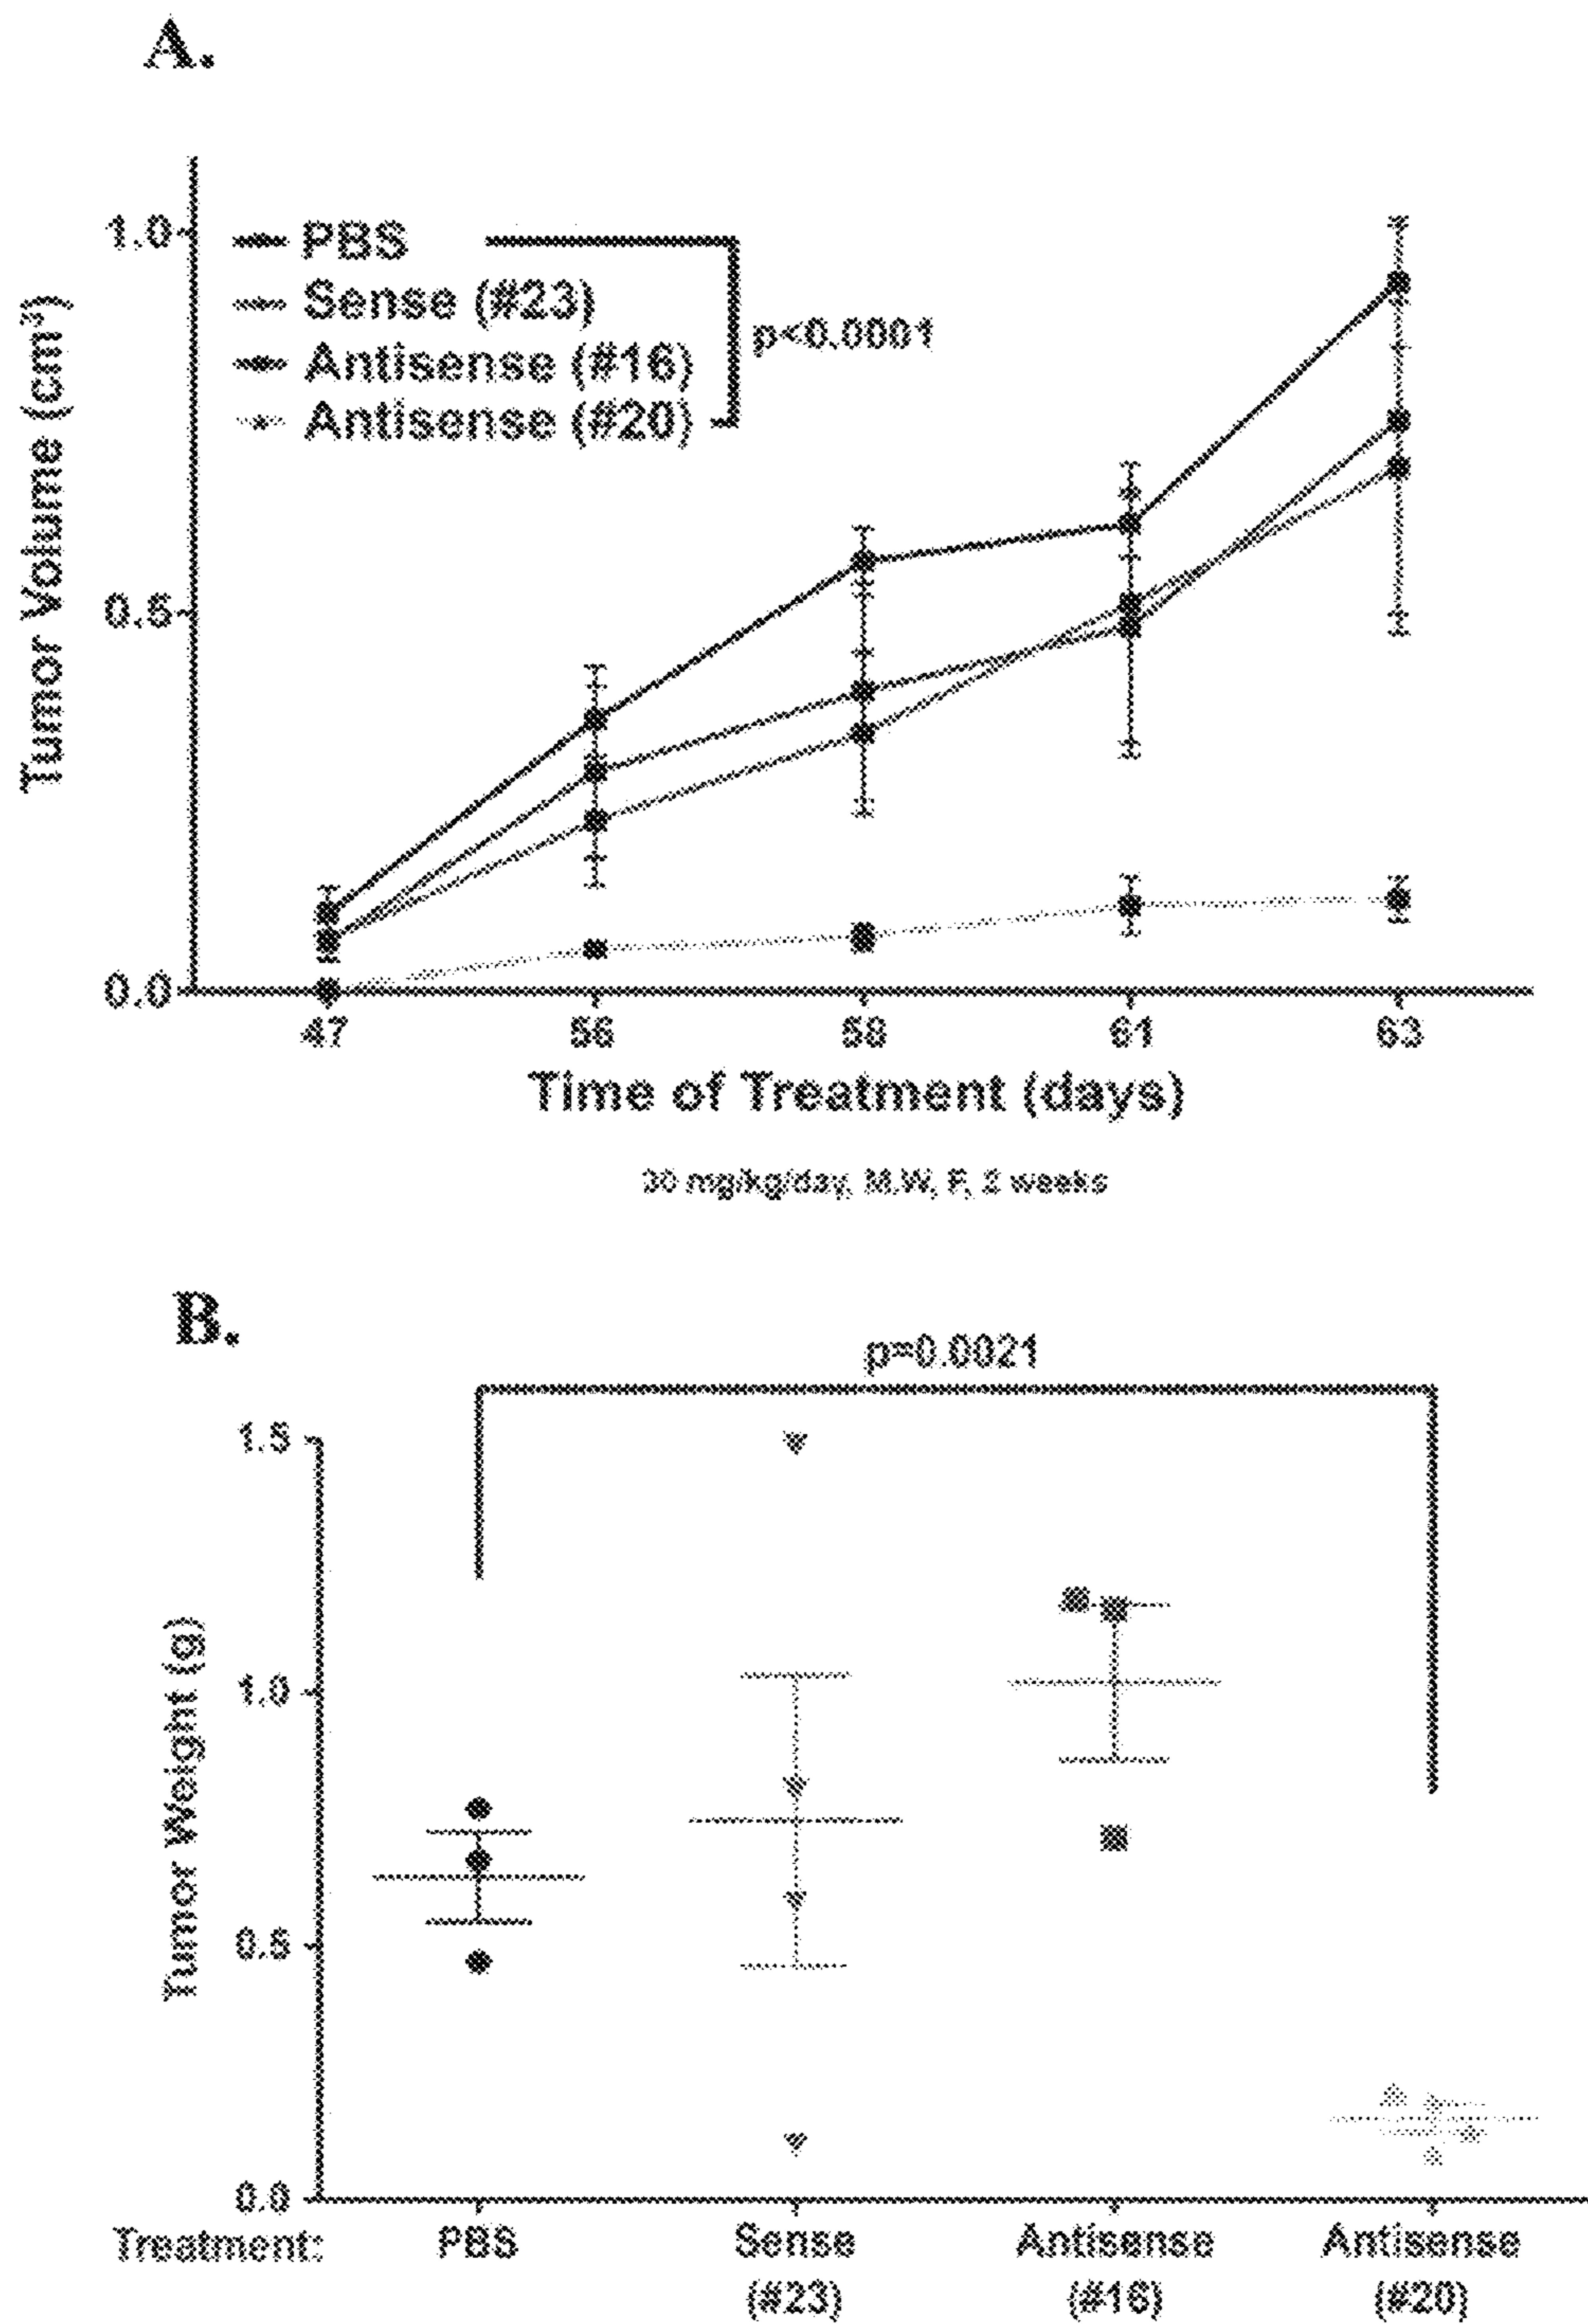 A.
Tumor Volume (cm³)
1.0
0.5
0.0
PBS
Sense (#23)
Antisense (#16)
Antisense (#20)
p<0.0001
47 56 58 61 63
Time of Treatment (days)
30 mg/kg/day, M,W, F, 2 weeks
B.
p=0.0021
Tumor Weight (g)
1.5
1.0
0.5
0.0
Treatment: PBS Sense Antisense Antisense
(#23) (#16) (#20)